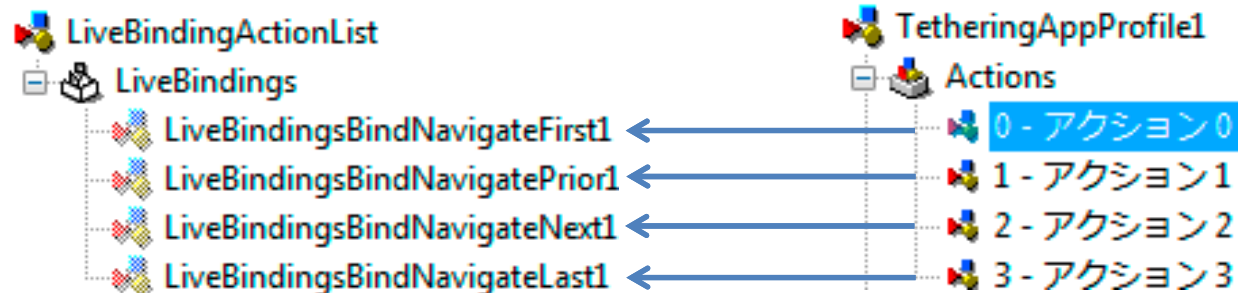 LiveBindingActionList
LiveBindings
LiveBindingsBindNavigateFirst1
LiveBindingsBindNavigatePrior1
LiveBindingsBindNavigateNext1
LiveBindingsBindNavigateLast1
TetheringAppProfile1
Actions
0 - アクション0
1 - アクション1
2 - アクション2
3 - アクション3